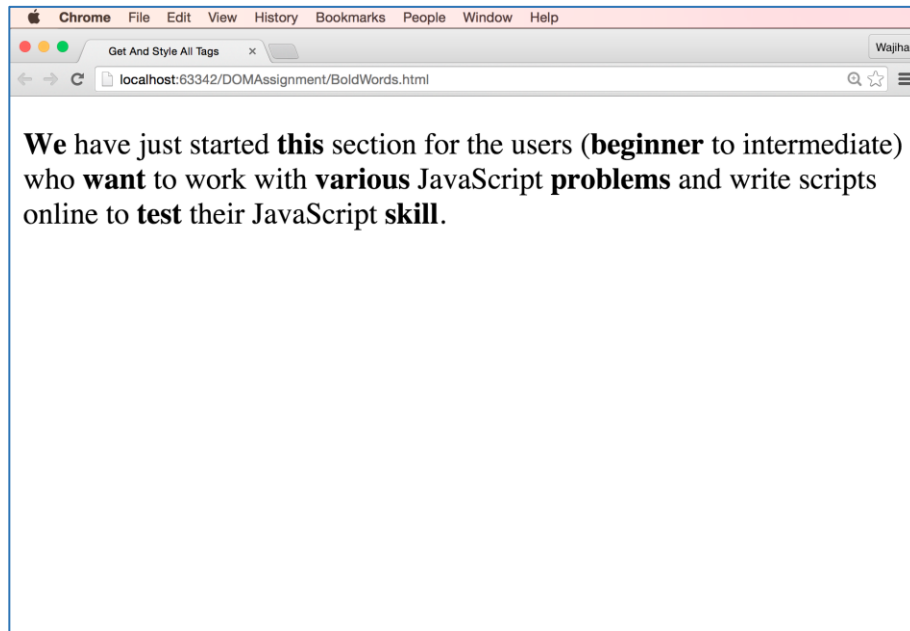 Chrome File Edit View History Bookmarks People Window Help
Get And Style All Tags ×
Wajiha
localhost:63342/DOMAssignment/BoldWords.html
We have just started this section for the users (beginner to intermediate)
who want to work with various JavaScript problems and write scripts
online to test their JavaScript skill.